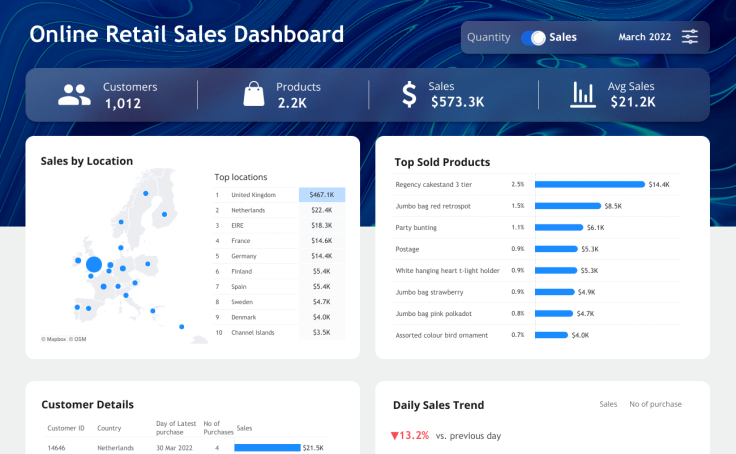 Online Retail Sales Dashboard
Quantity Sales March 2022
Customers
1,012
Products
2.2K
Sales
$573.3K
Avg Sales
$21.2K
Sales by Location
Top locations
1 United Kingdom $467.1K
2 Netherlands $22.4K
3 EIRE $18.3K
4 France $14.6K
5 Germany $14.4K
6 Finland $5.4K
7 Spain $5.4K
8 Sweden $4.7K
9 Denmark $4.0K
10 Channel Islands $3.5K
© Mapbox © OSM
Top Sold Products
Regency cakestand 3 tier 2.5% $14.4K
Jumbo bag red retrospot 1.5% $8.5K
Party bunting 1.1% $6.1K
Postage 0.9% $5.3K
White hanging heart t-light holder 0.9% $5.3K
Jumbo bag strawberry 0.9% $4.9K
Jumbo bag pink polkadot 0.8% $4.7K
Assorted colour bird ornament 0.7% $4.0K
Customer Details
Customer ID Country Day of Latest purchase No of Purchases Sales
14646 Netherlands 30 Mar 2022 4 $21.5K
Daily Sales Trend
Sales No of purchase
▼13.2% vs. previous day